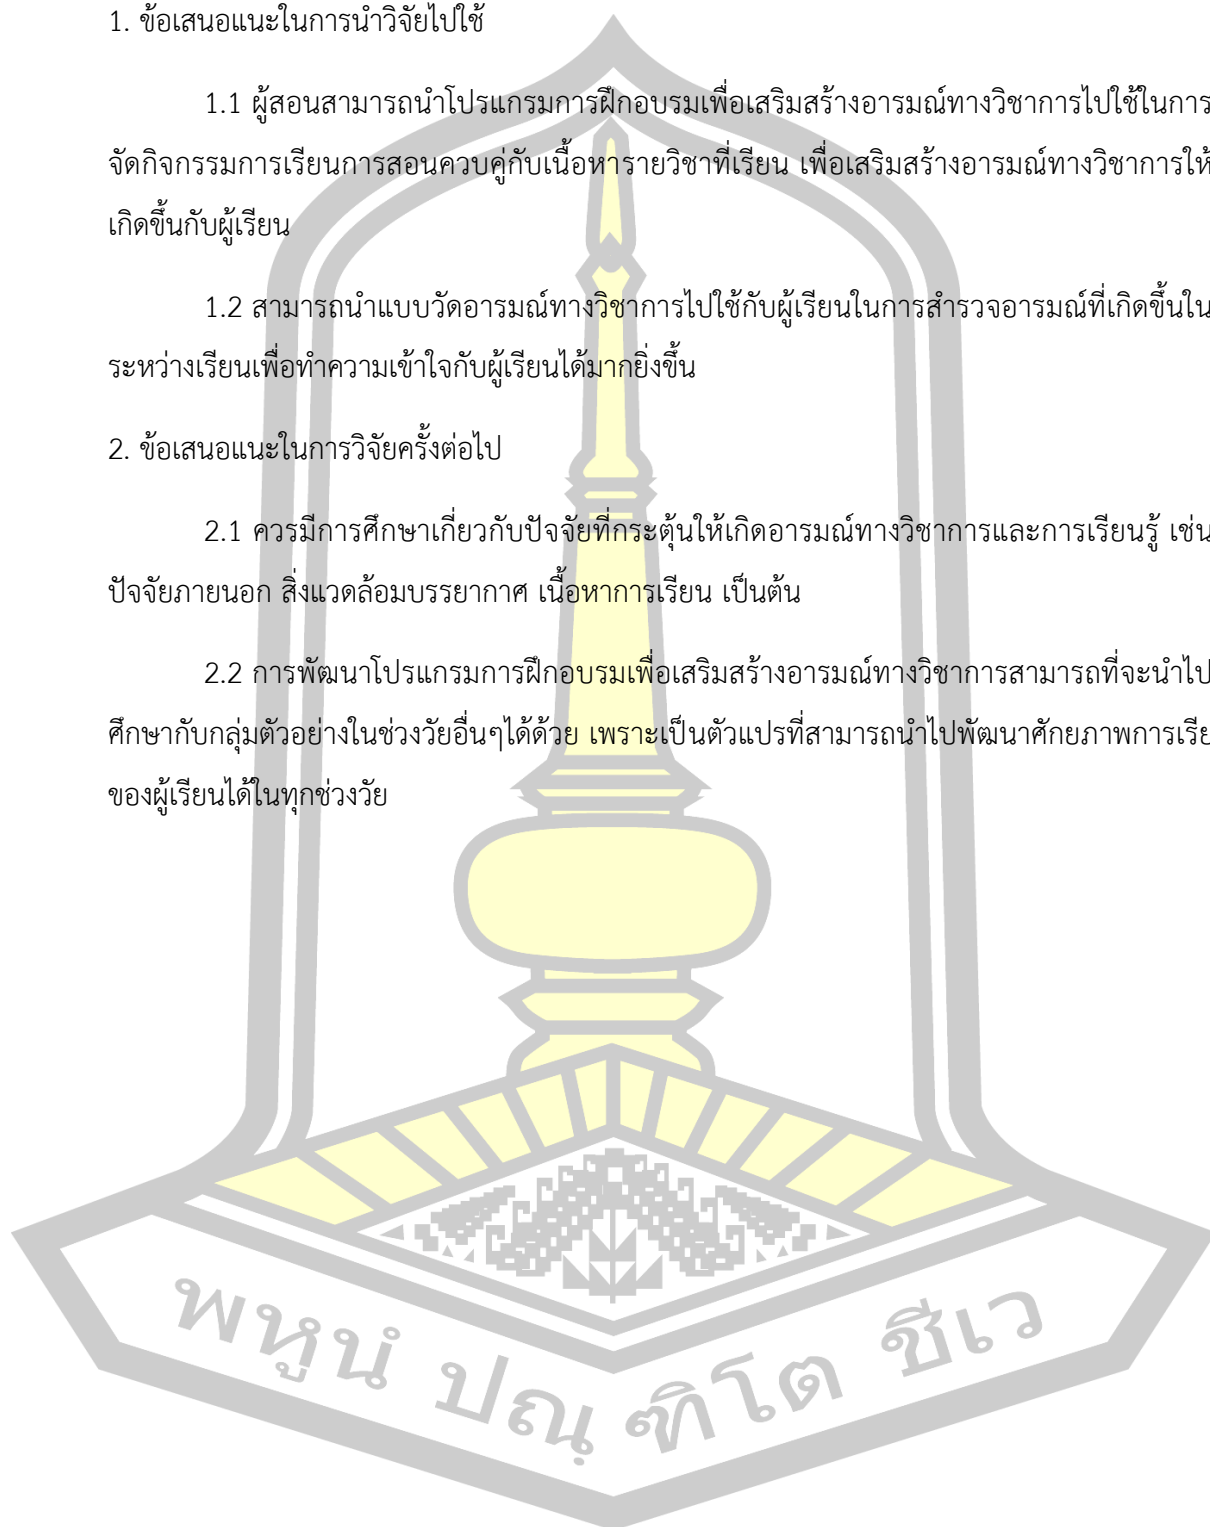 1. ข้อเสนอแนะในการนำวิจัยไปใช้
1.1 ผู้สอนสามารถนำโปรแกรมการฝึกอบรมเพื่อเสริมสร้างอารมณ์ทางวิชาการไปใช้ในการ
จัดกิจกรรมการเรียนการสอนควบคู่กับเนื้อหารายวิชาที่เรียน เพื่อเสริมสร้างอารมณ์ทางวิชาการให้
เกิดขึ้นกับผู้เรียน
1.2 สามารถนำแบบวัดอารมณ์ทางวิชาการไปใช้กับผู้เรียนในการสำรวจอารมณ์ที่เกิดขึ้นใน
ระหว่างเรียนเพื่อทำความเข้าใจกับผู้เรียนได้มากยิ่งขึ้น
2. ข้อเสนอแนะในการวิจัยครั้งต่อไป
2.1 ควรมีการศึกษาเกี่ยวกับปัจจัยที่กระตุ้นให้เกิดอารมณ์ทางวิชาการและการเรียนรู้ เช่น
ปัจจัยภายนอก สิ่งแวดล้อมบรรยากาศ เนื้อหาการเรียน เป็นต้น
2.2 การพัฒนาโปรแกรมการฝึกอบรมเพื่อเสริมสร้างอารมณ์ทางวิชาการสามารถที่จะนำไป
ศึกษากับกลุ่มตัวอย่างในช่วงวัยอื่นๆได้ด้วย เพราะเป็นตัวแปรที่สามารถนำไปพัฒนาศักยภาพการเรีย
ของผู้เรียนได้ในทุกช่วงวัย
พหูนํ ปณฺฑิโต ชีเว